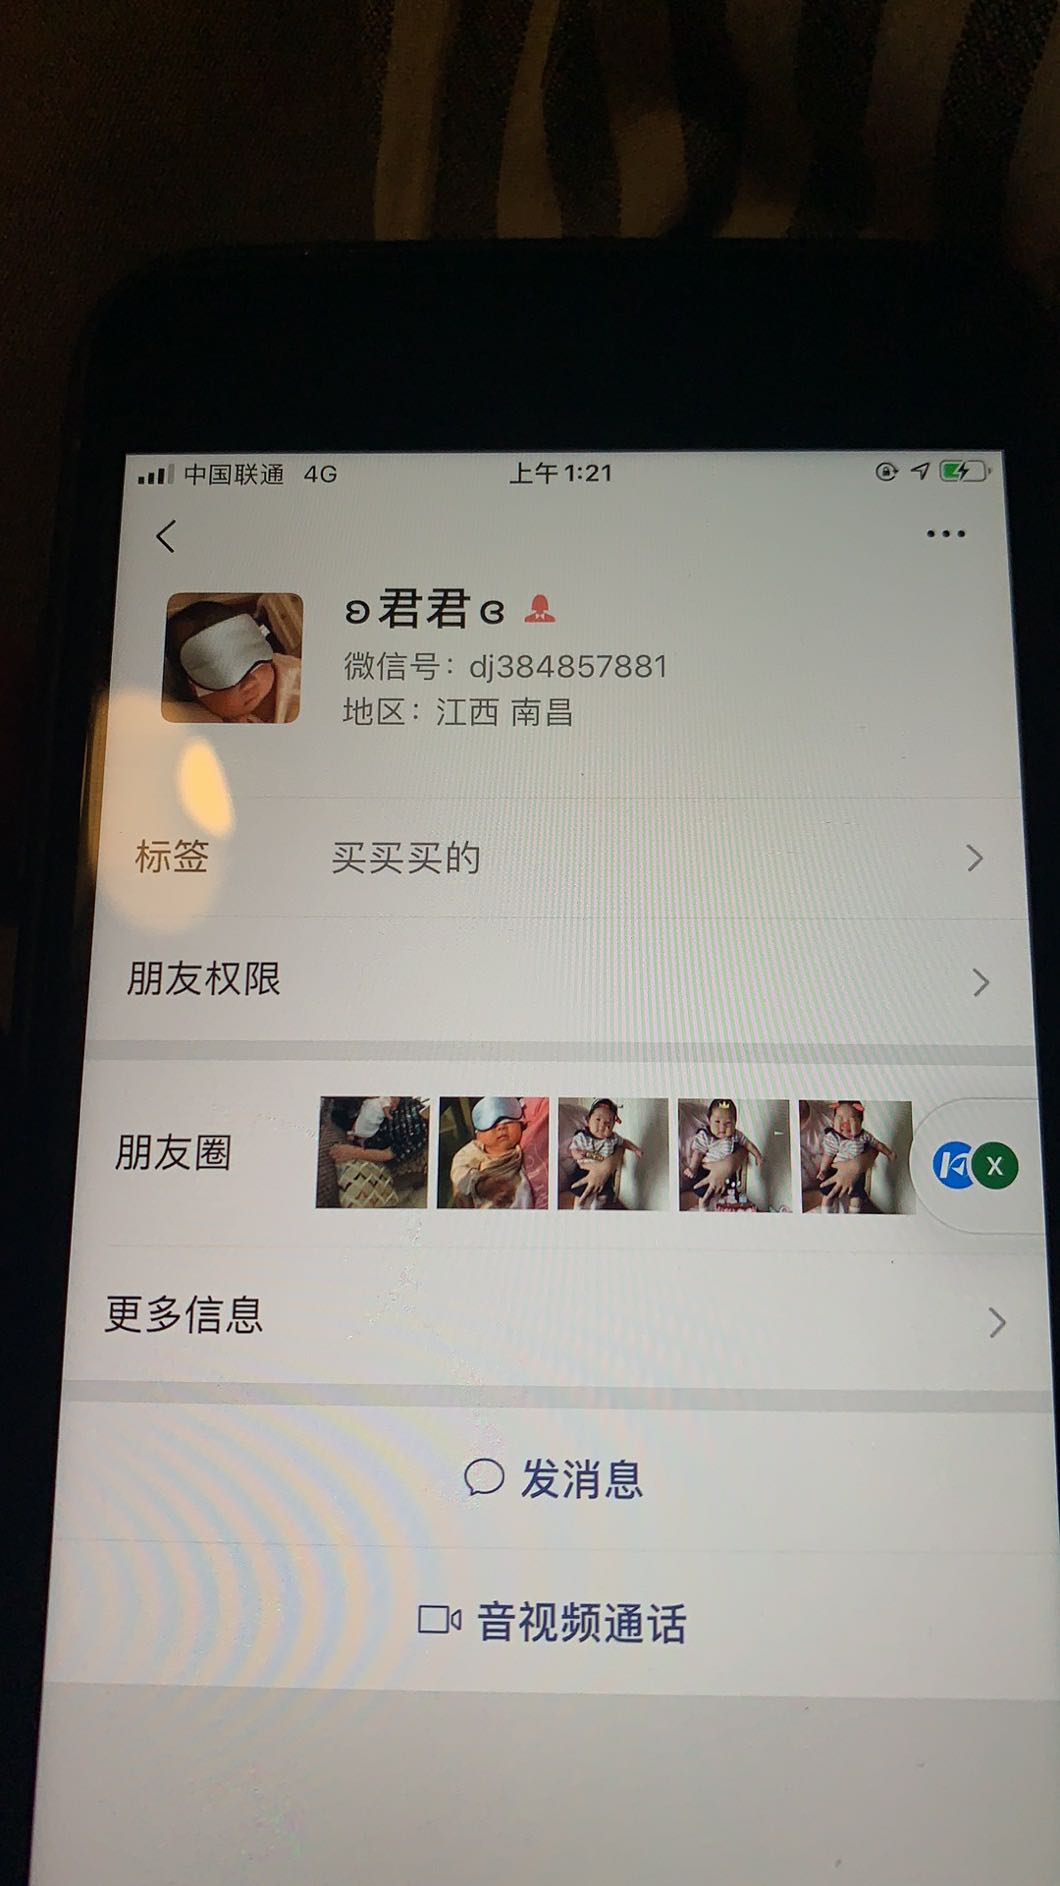 中国联通 4G 上午1:21
ʚ君君ɞ
微信号：dj384857881
地区：江西 南昌
标签 买买买的
朋友权限
朋友圈
X
更多信息
发消息
音视频通话